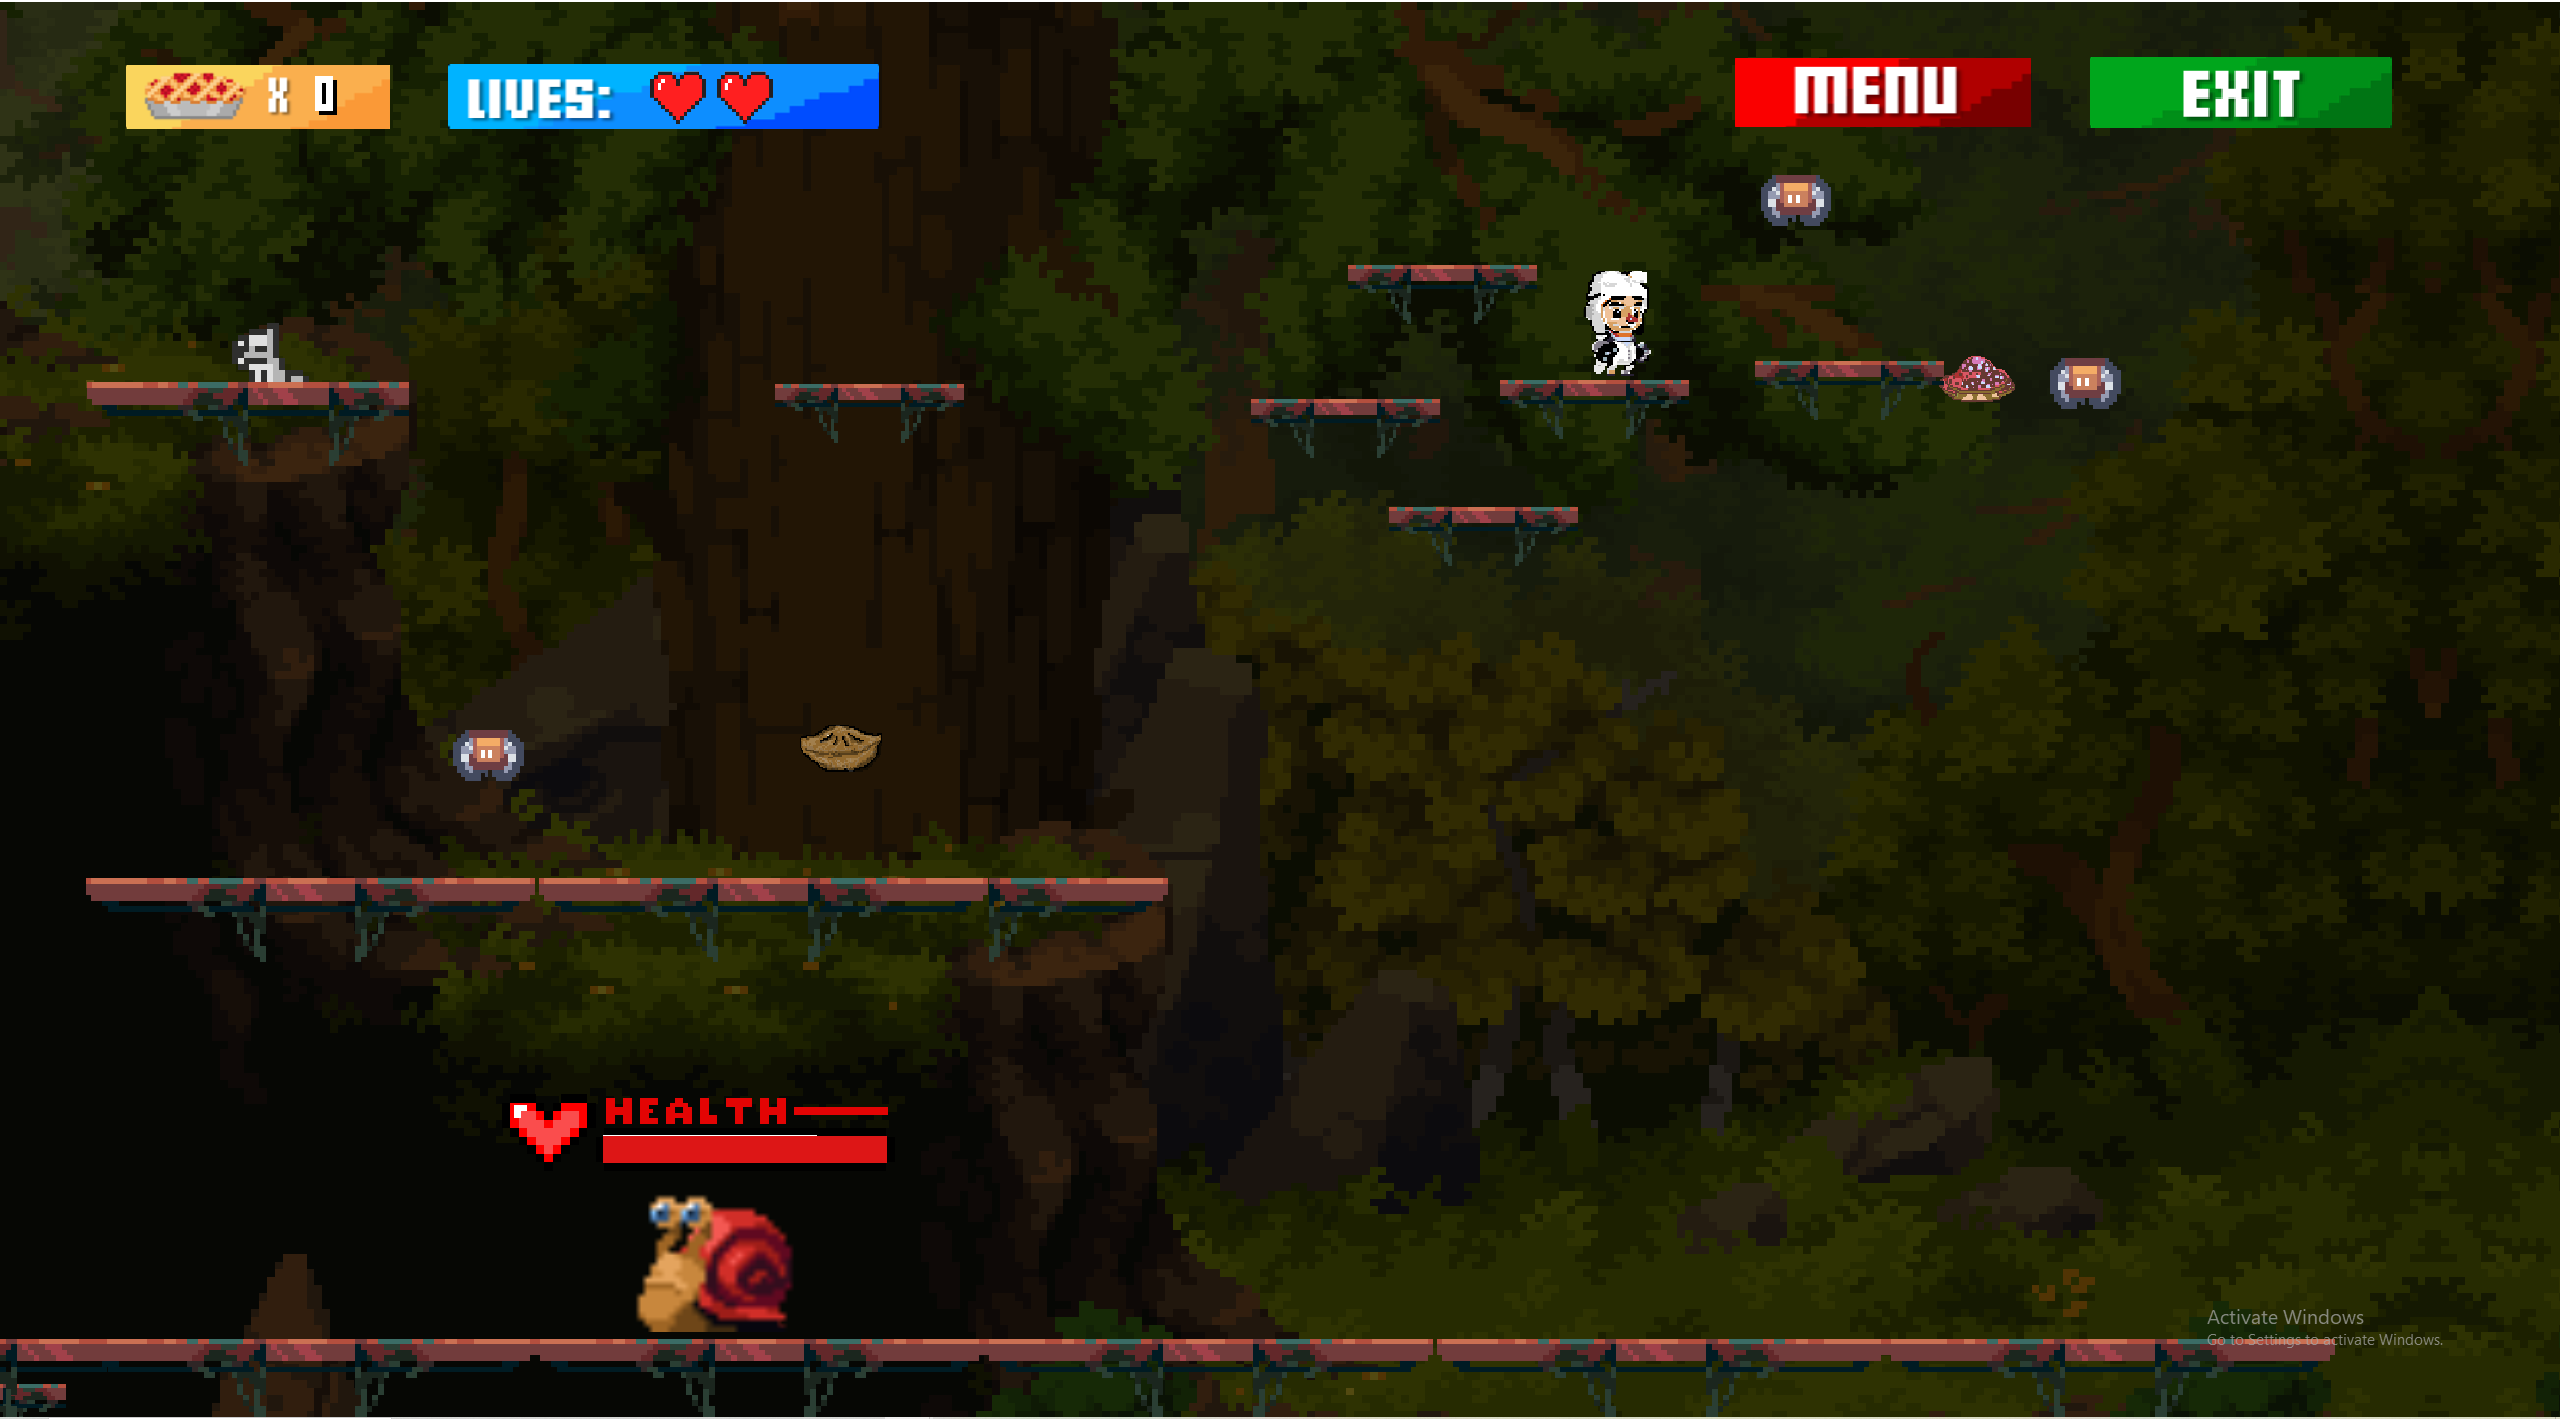 X 0
LIVES:
MENU
EXIT
HEALTH
Activate Windows
Go to Settings to activate Windows.